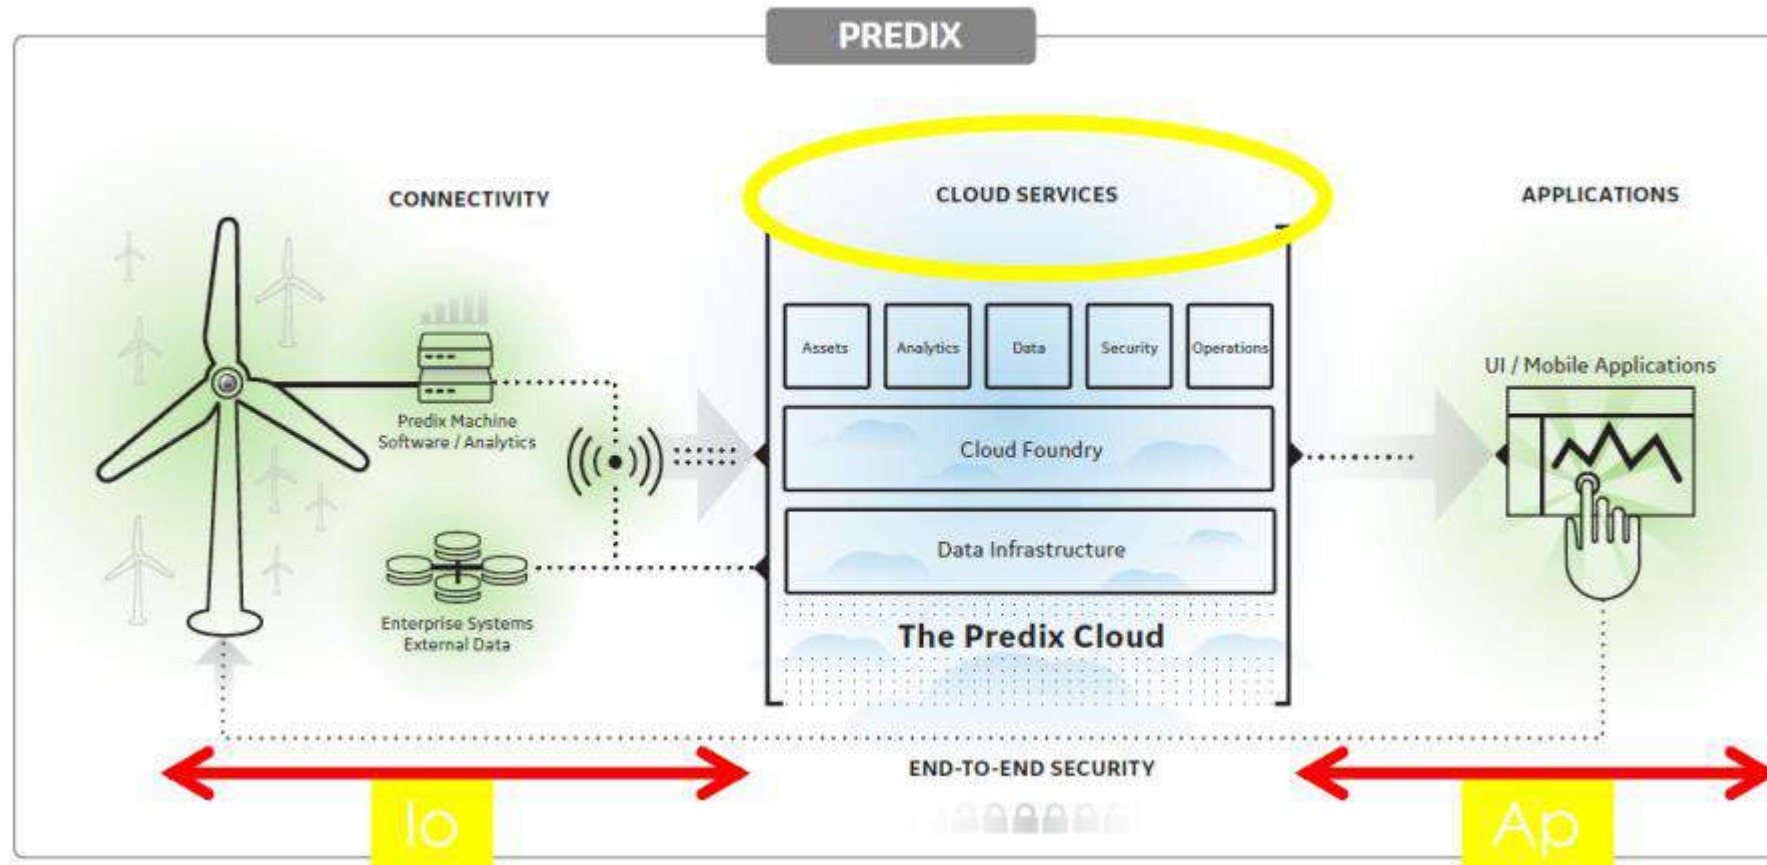 PREDIX
CONNECTIVITY
CLOUD SERVICES
APPLICATIONS
Assets
Analytics
Data
Security
Operations
UI / Mobile Applications
Predix Machine
Software / Analytics
Cloud Foundry
Data Infrastructure
Enterprise Systems
External Data
The Predix Cloud
END-TO-END SECURITY
Io
Ap